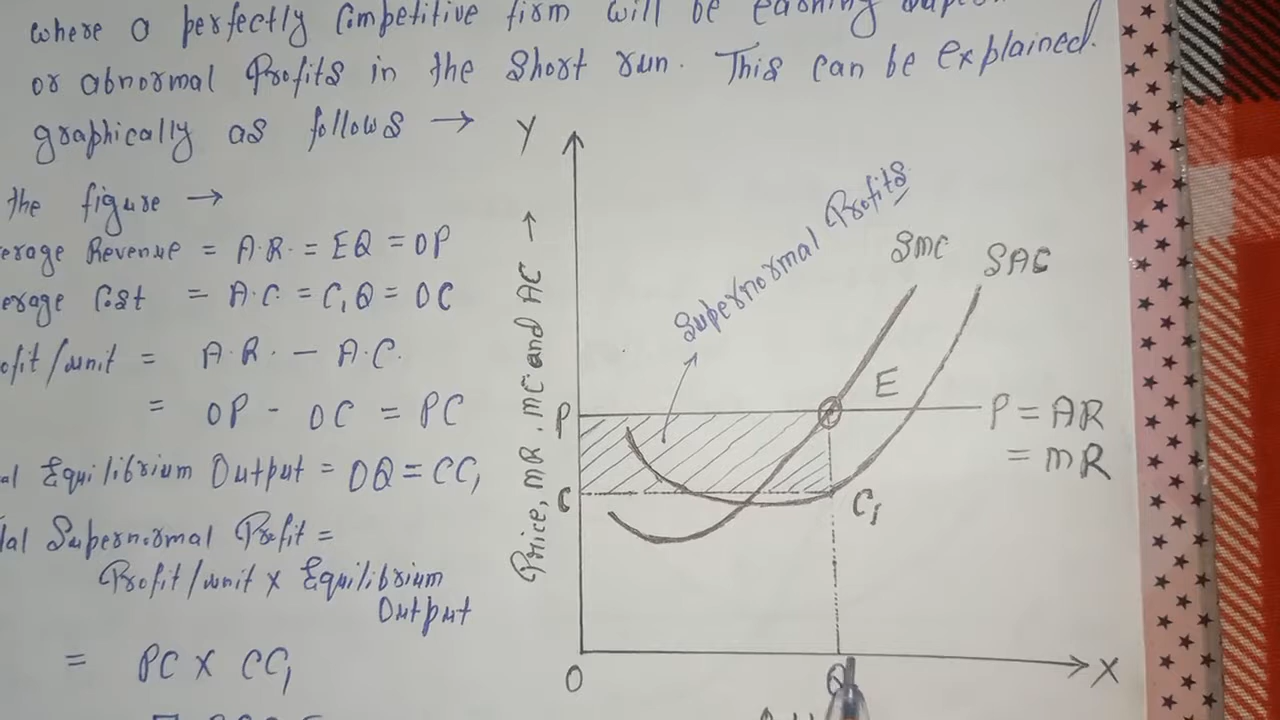 where a perfectly Competitive firm will be earning
or abnormal Profits in the Short run. This can be explained.
graphically as follows →
the figure →
erage Revenue = A.R. = EQ = OP
erage Cost = A.C. = C₁Q = OC
ofit/unit = A.R. - A.C.
= OP - OC = PC
al Equilibrium Output = OQ = CC₁
tal Supernormal Profit =
Profit/unit x Equilibrium
Output
= PC x CC₁
Y
Price, MR, MC and AC →
Supernormal Profits
SMC
SAC
E
P
P = AR
= MR
C
C₁
O
Q
X